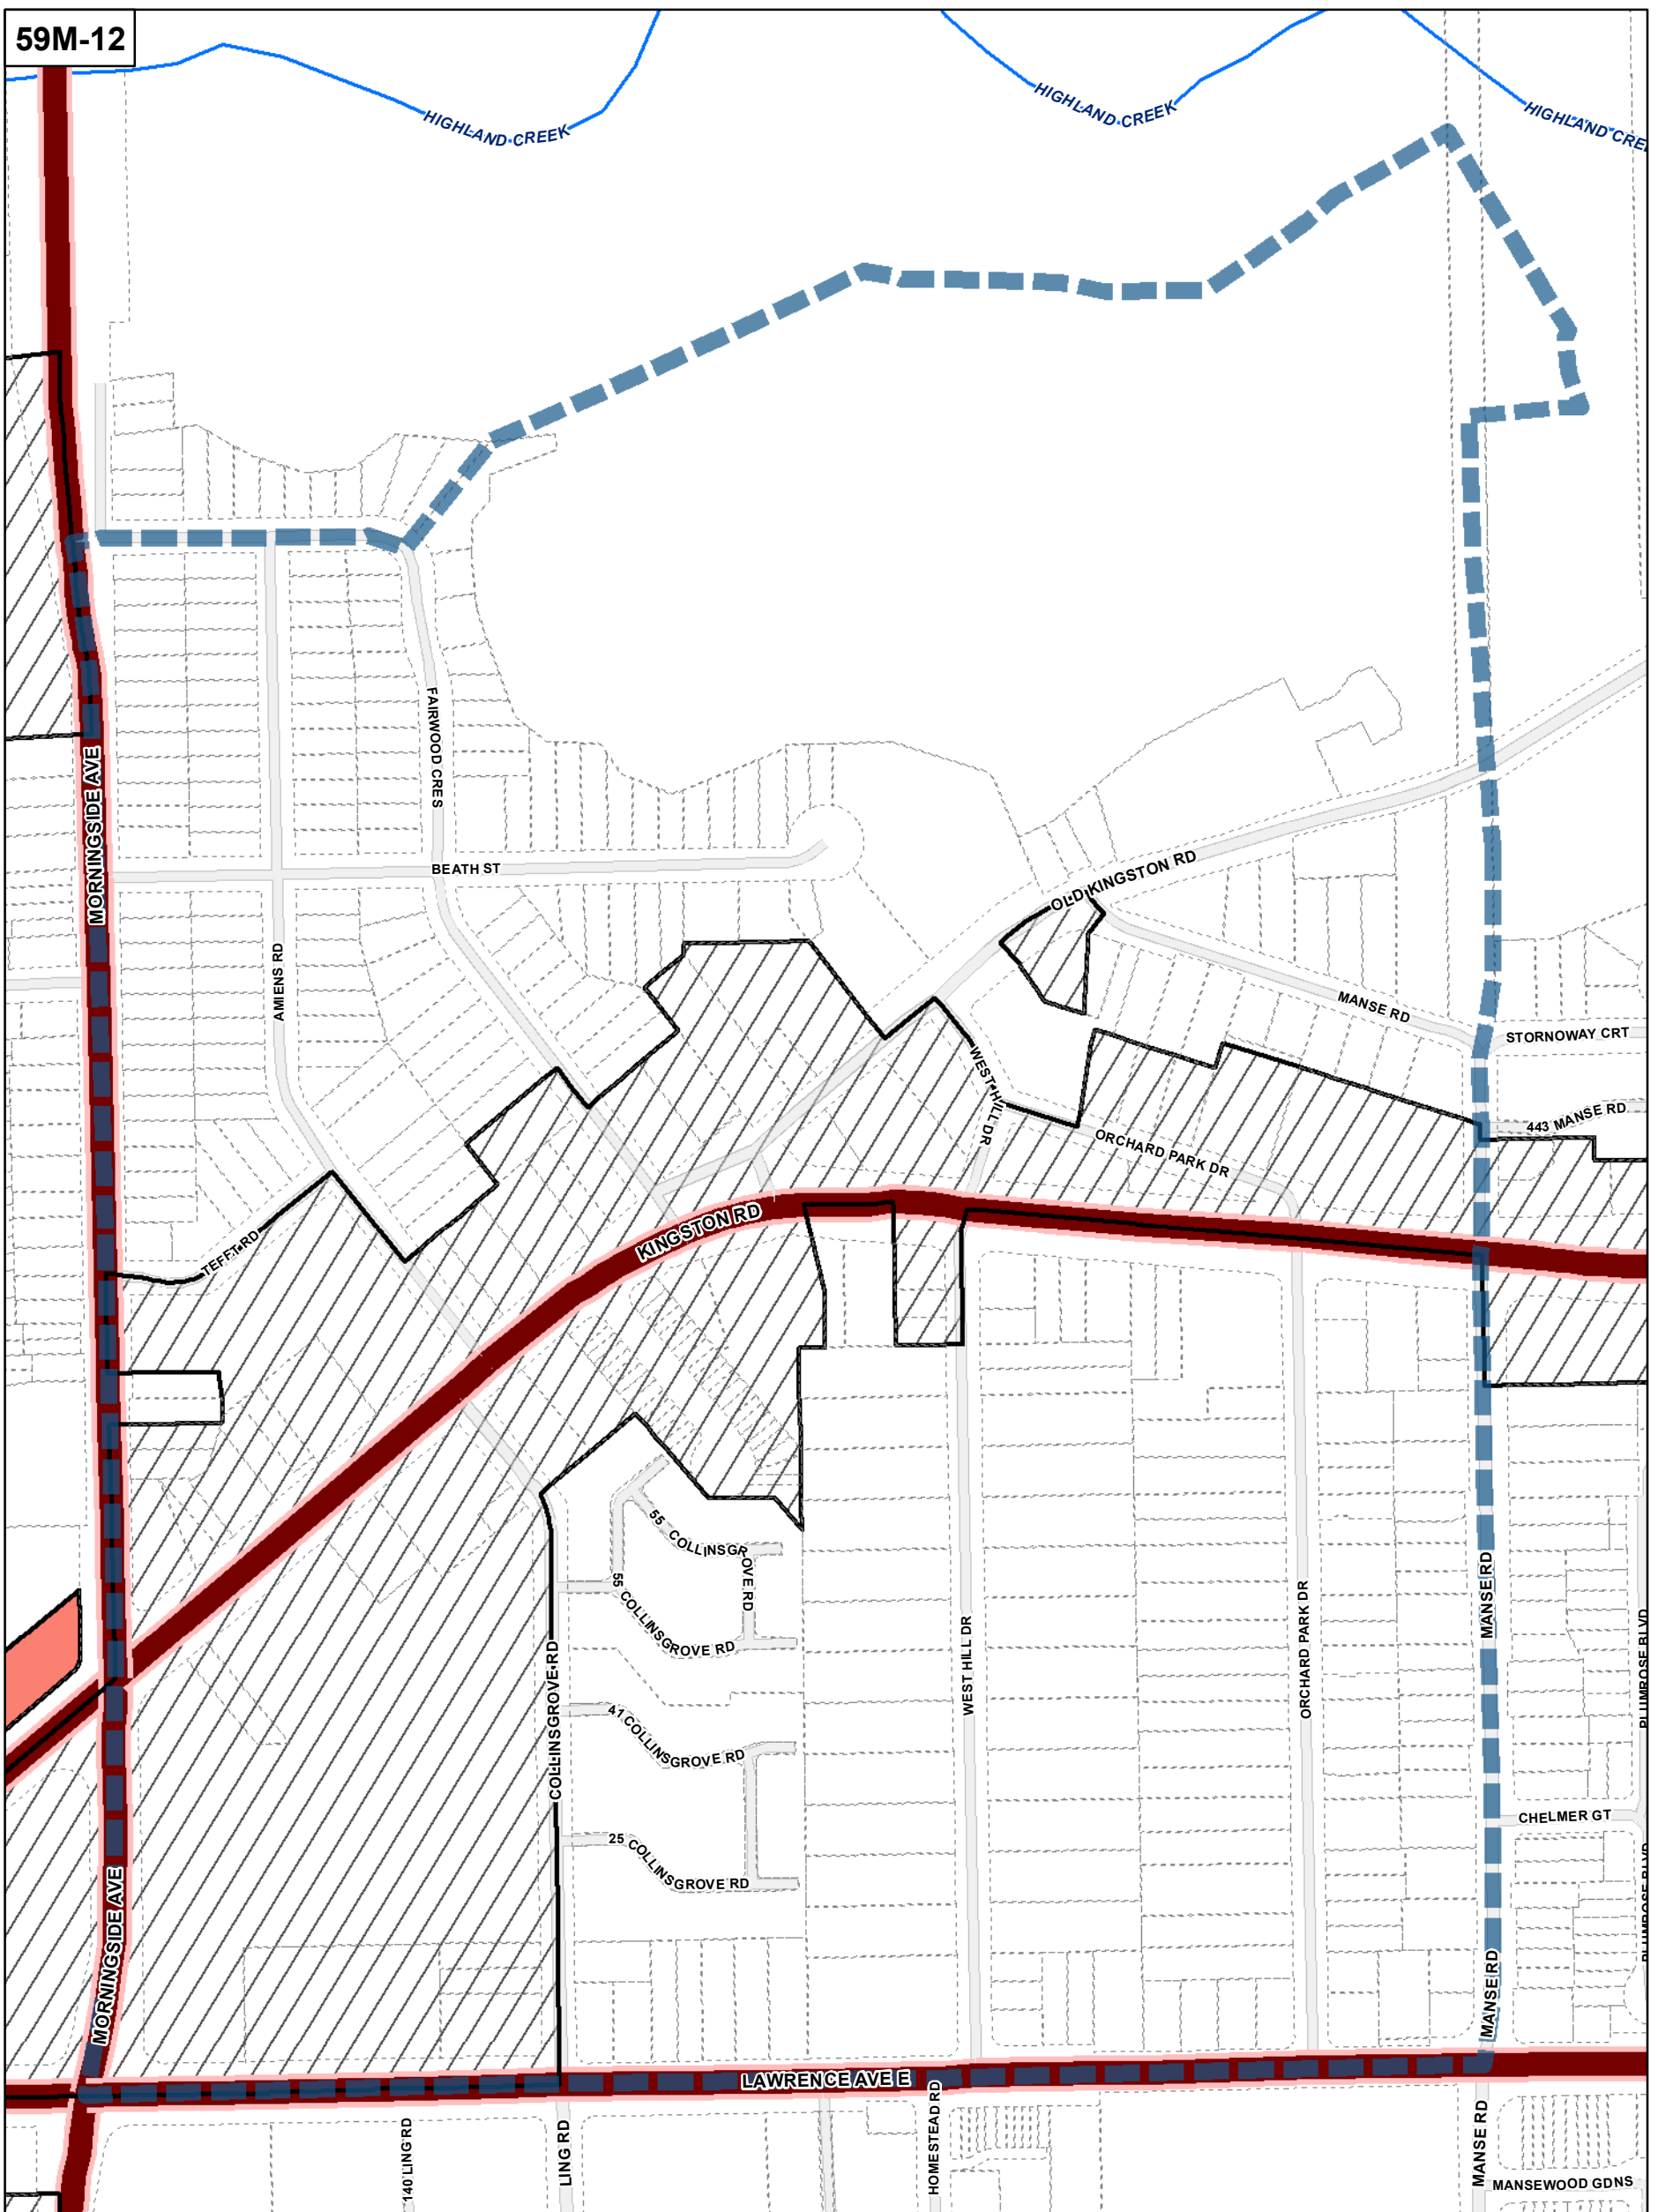 59M-12
HIGHLAND CREEK
HIGHLAND CREEK
HIGHLAND CRE
FAIRWOOD CRES
MORNINGSIDE AVE
BEATH ST
OLD KINGSTON RD
AMIENS RD
MANSE RD
STORNOWAY CRT
WEST HILL DR
443 MANSE RD
ORCHARD PARK DR
KINGSTON RD
TEFFT RD
55 COLLINSGROVE RD
55 COLLINSGROVE RD
MANSE RD
ORCHARD PARK DR
WEST HILL DR
COLLINSGROVE RD
PLUMROSE BLVD
41 COLLINSGROVE RD
CHELMER GT
25 COLLINSGROVE RD
PLUMROSE BLVD
MORNINGSIDE AVE
MANSE RD
LAWRENCE AVE E
HOMESTEAD RD
140 LING RD
LING RD
MANSE RD
MANSEWOOD GDNS